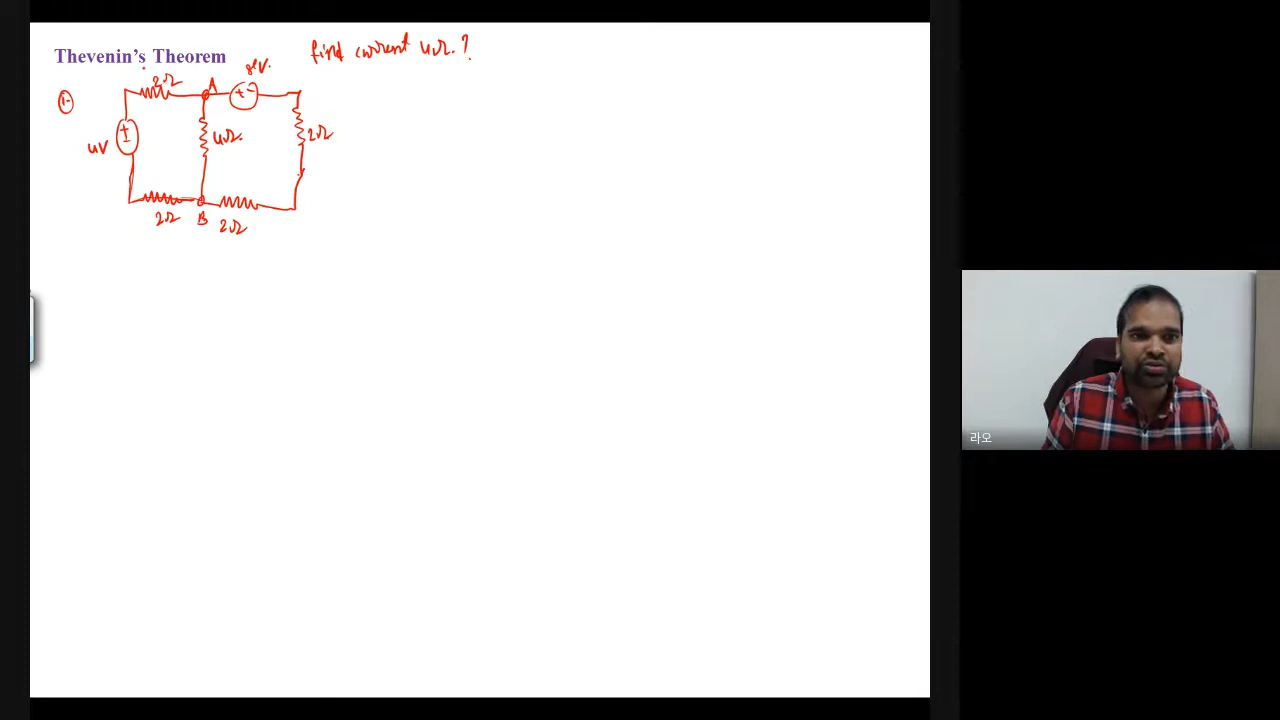 Thevenin's Theorem
find current 4Ω.?
1-
2Ω
A
8V.
+ -
4V
+
-
4Ω.
2Ω
2Ω
B
2Ω
라오